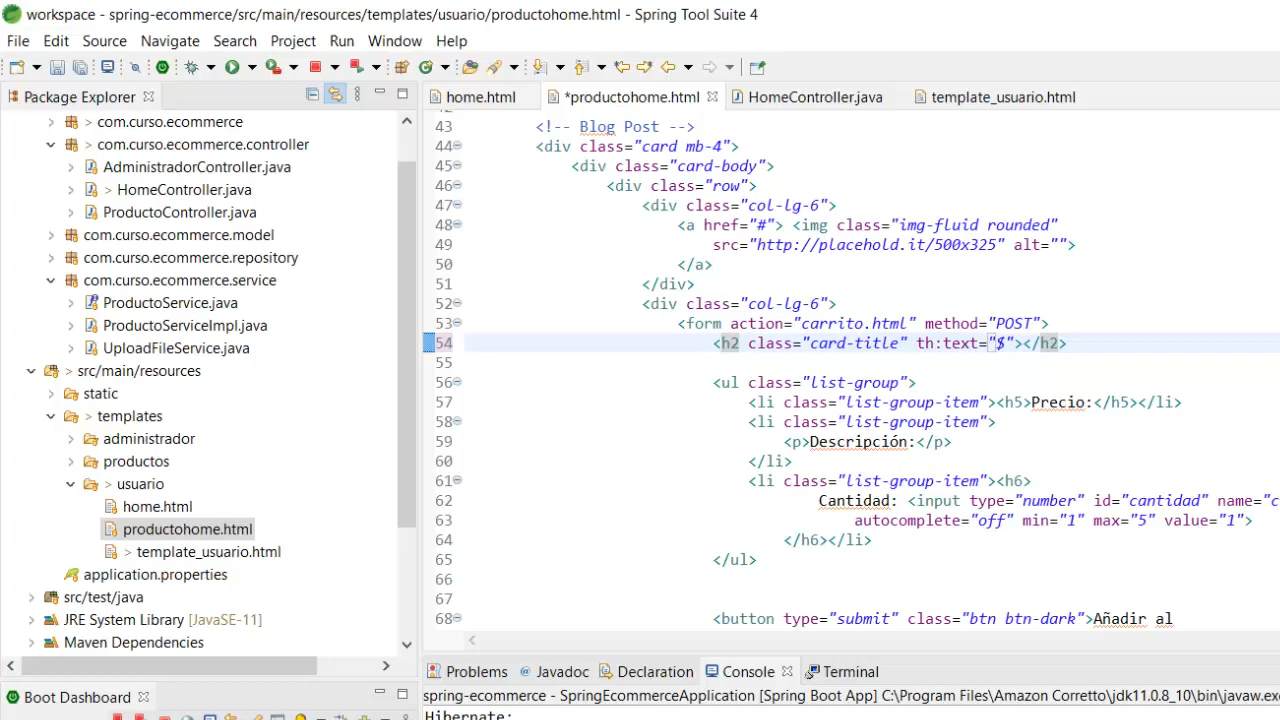 workspace - spring-ecommerce/src/main/resources/templates/usuario/productohome.html - Spring Tool Suite 4
File Edit Source Navigate Search Project Run Window Help
Package Explorer
> com.curso.ecommerce
> com.curso.ecommerce.controller
AdministradorController.java
> HomeController.java
ProductoController.java
com.curso.ecommerce.model
com.curso.ecommerce.repository
com.curso.ecommerce.service
ProductoService.java
ProductoServiceImpl.java
UploadFileService.java
> src/main/resources
static
> templates
administrador
productos
> usuario
home.html
productohome.html
> template_usuario.html
application.properties
src/test/java
JRE System Library [JavaSE-11]
Maven Dependencies
Boot Dashboard
home.html *productohome.html HomeController.java template_usuario.html
43 <!-- Blog Post -->
44 <div class="card mb-4">
45 <div class="card-body">
46 <div class="row">
47 <div class="col-lg-6">
48 <a href="#"> <img class="img-fluid rounded"
49 src="http://placehold.it/500x325" alt="">
50 </a>
51 </div>
52 <div class="col-lg-6">
53 <form action="carrito.html" method="POST">
54 <h2 class="card-title" th:text="$"></h2>
55
56 <ul class="list-group">
57 <li class="list-group-item"><h5>Precio:</h5></li>
58 <li class="list-group-item">
59 <p>Descripción:</p>
60 </li>
61 <li class="list-group-item"><h6>
62 Cantidad: <input type="number" id="cantidad" name="c
63 autocomplete="off" min="1" max="5" value="1">
64 </h6></li>
65 </ul>
66
67
68 <button type="submit" class="btn btn-dark">Añadir al
Problems Javadoc Declaration Console Terminal
spring-ecommerce - SpringEcommerceApplication [Spring Boot App] C:\Program Files\Amazon Corretto\jdk11.0.8_10\bin\javaw.exe
Hibernate: